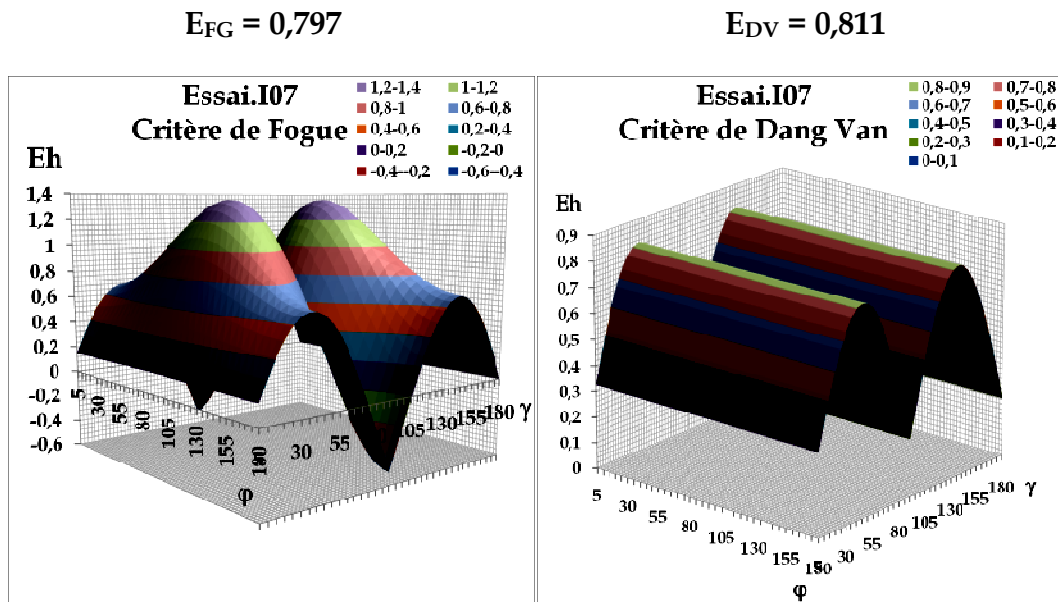 E_FG = 0,797
E_DV = 0,811
Essai.I07
Critère de Fogue
1,2-1,4 1-1,2
0,8-1 0,6-0,8
0,4-0,6 0,2-0,4
0-0,2 -0,2-0
-0,4--0,2 -0,6--0,4
Eh
1,4
1,2
1
0,8
0,6
0,4
0,2
0
-0,2
-0,4
-0,6
5 30 55 80 105 130 155
φ
30 55 105 130 155 180 γ
Essai.I07
Critère de Dang Van
0,8-0,9 0,7-0,8
0,6-0,7 0,5-0,6
0,4-0,5 0,3-0,4
0,2-0,3 0,1-0,2
0-0,1
Eh
0,9
0,8
0,7
0,6
0,5
0,4
0,3
0,2
0,1
0
5 30 55 80 105 130 155
φ
30 55 80 105 130 155 180 γ